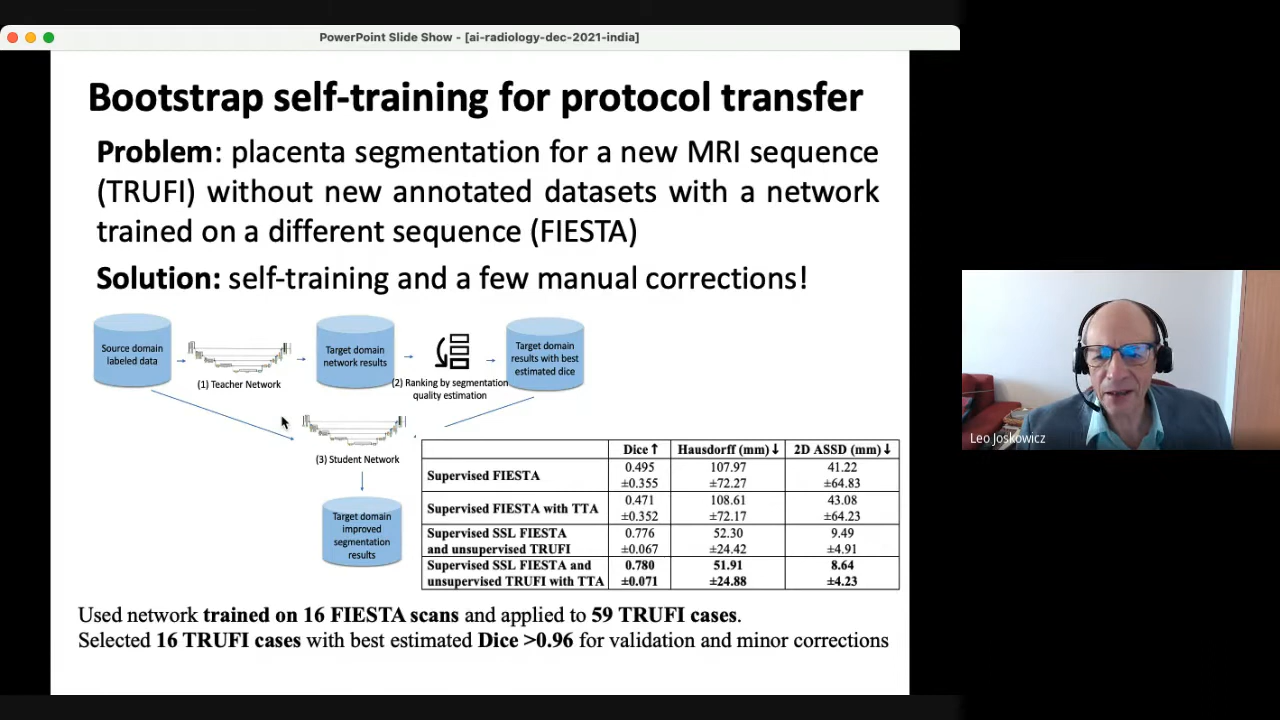 PowerPoint Slide Show - [ai-radiology-dec-2021-india]
Bootstrap self-training for protocol transfer
Problem: placenta segmentation for a new MRI sequence
(TRUFI) without new annotated datasets with a network
trained on a different sequence (FIESTA)
Solution: self-training and a few manual corrections!
Source domain
labeled data
(1) Teacher Network
Target domain
network results
(2) Ranking by segmentation
quality estimation
Target domain
results with best
estimated dice
(3) Student Network
Target domain
improved
segmentation
results
Dice↑ Hausdorff (mm)↓ 2D ASSD (mm)↓
Supervised FIESTA 0.495 ±0.355 107.97 ±72.27 41.22 ±64.83
Supervised FIESTA with TTA 0.471 ±0.352 108.61 ±72.17 43.08 ±64.23
Supervised SSL FIESTA
and unsupervised TRUFI 0.776 ±0.067 52.30 ±24.42 9.49 ±4.91
Supervised SSL FIESTA and
unsupervised TRUFI with TTA 0.780 ±0.071 51.91 ±24.88 8.64 ±4.23
Used network trained on 16 FIESTA scans and applied to 59 TRUFI cases.
Selected 16 TRUFI cases with best estimated Dice >0.96 for validation and minor corrections
Leo Joskowicz